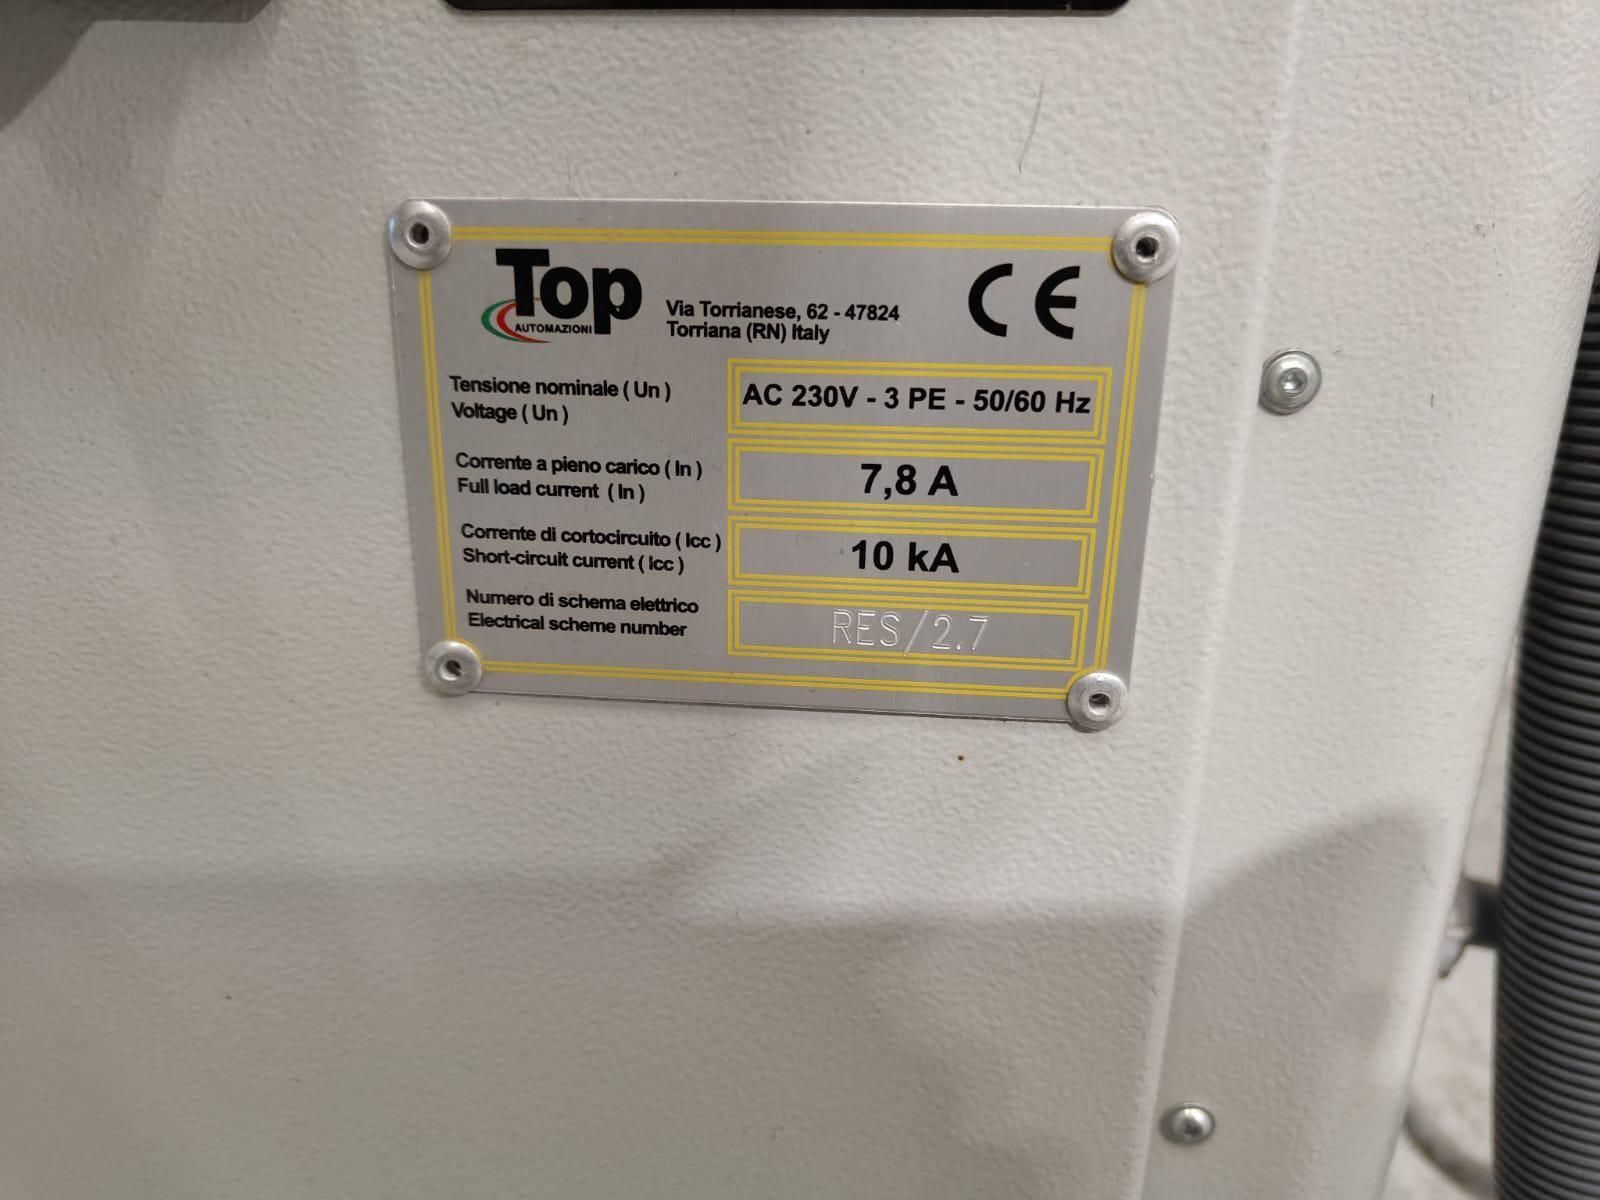 Top
AUTOMAZIONI
Via Torrianese, 62 - 47824
Torriana (RN) Italy
CE
Tensione nominale ( Un )
Voltage ( Un )
AC 230V - 3 PE - 50/60 Hz
Corrente a pieno carico ( In )
Full load current ( In )
7,8 A
Corrente di cortocircuito ( Icc )
Short-circuit current ( Icc )
10 kA
Numero di schema elettrico
Electrical scheme number
RES/2.7